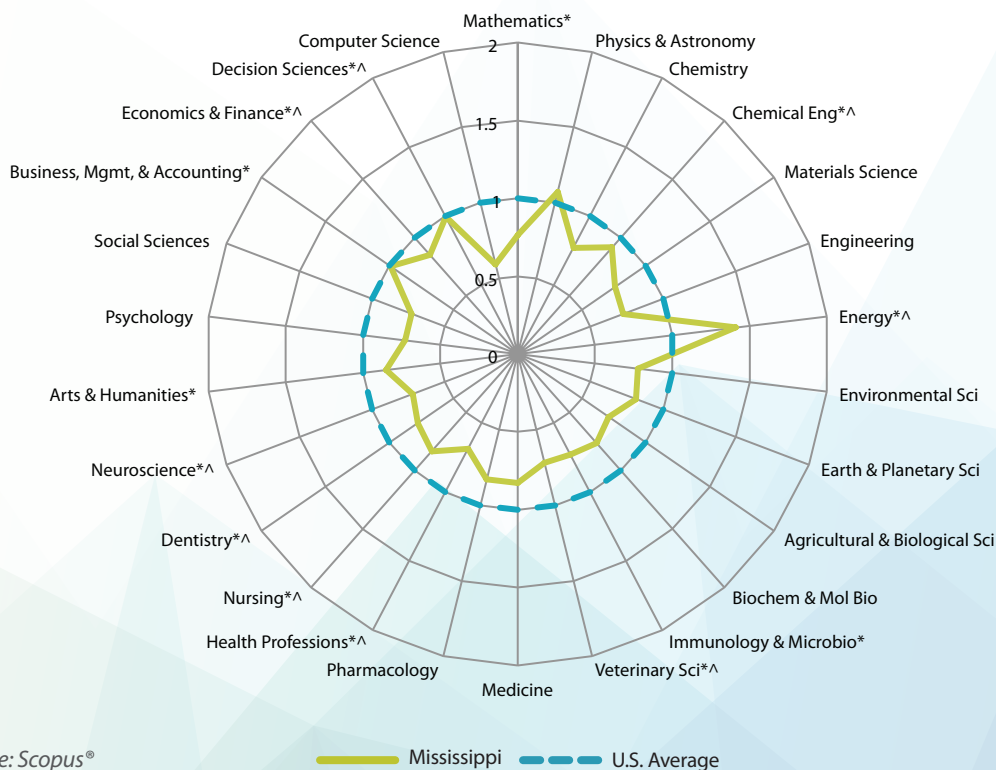 Mathematics*
Computer Science
Physics & Astronomy
Decision Sciences*^
Chemistry
Economics & Finance*^
Chemical Eng*^
Business, Mgmt, & Accounting*
Materials Science
Social Sciences
Engineering
Psychology
Energy*^
Arts & Humanities*
Environmental Sci
Neuroscience*^
Earth & Planetary Sci
Dentistry*^
Agricultural & Biological Sci
Nursing*^
Biochem & Mol Bio
Health Professions*^
Immunology & Microbio*
Pharmacology
Veterinary Sci*^
Medicine
2
1.5
1
0.5
0
e: Scopus®
Mississippi
U.S. Average